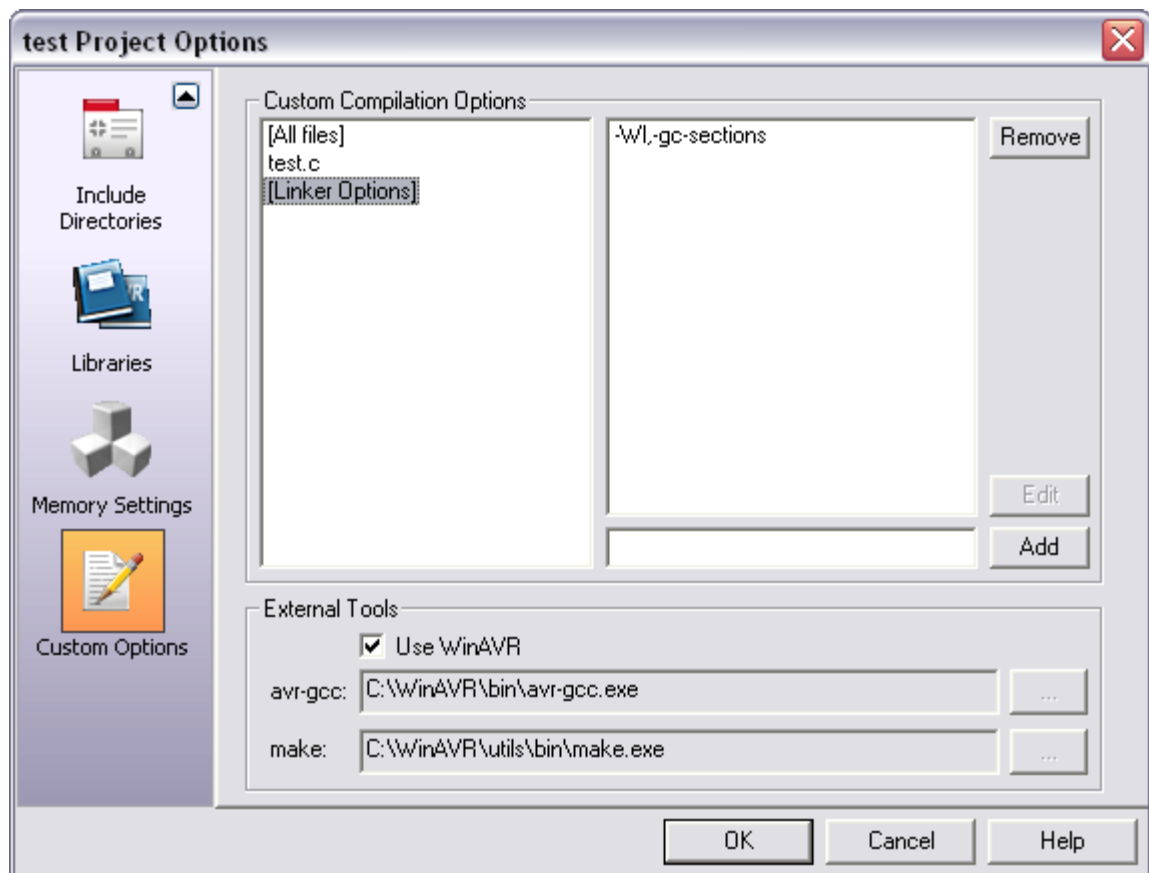 test Project Options
Include
Directories
Libraries
Memory Settings
Custom Options
Custom Compilation Options
[All files]
test.c
[Linker Options]
-Wl,-gc-sections
Remove
Edit
Add
External Tools
Use WinAVR
avr-gcc: C:\WinAVR\bin\avr-gcc.exe ...
make: C:\WinAVR\utils\bin\make.exe ...
OK Cancel Help